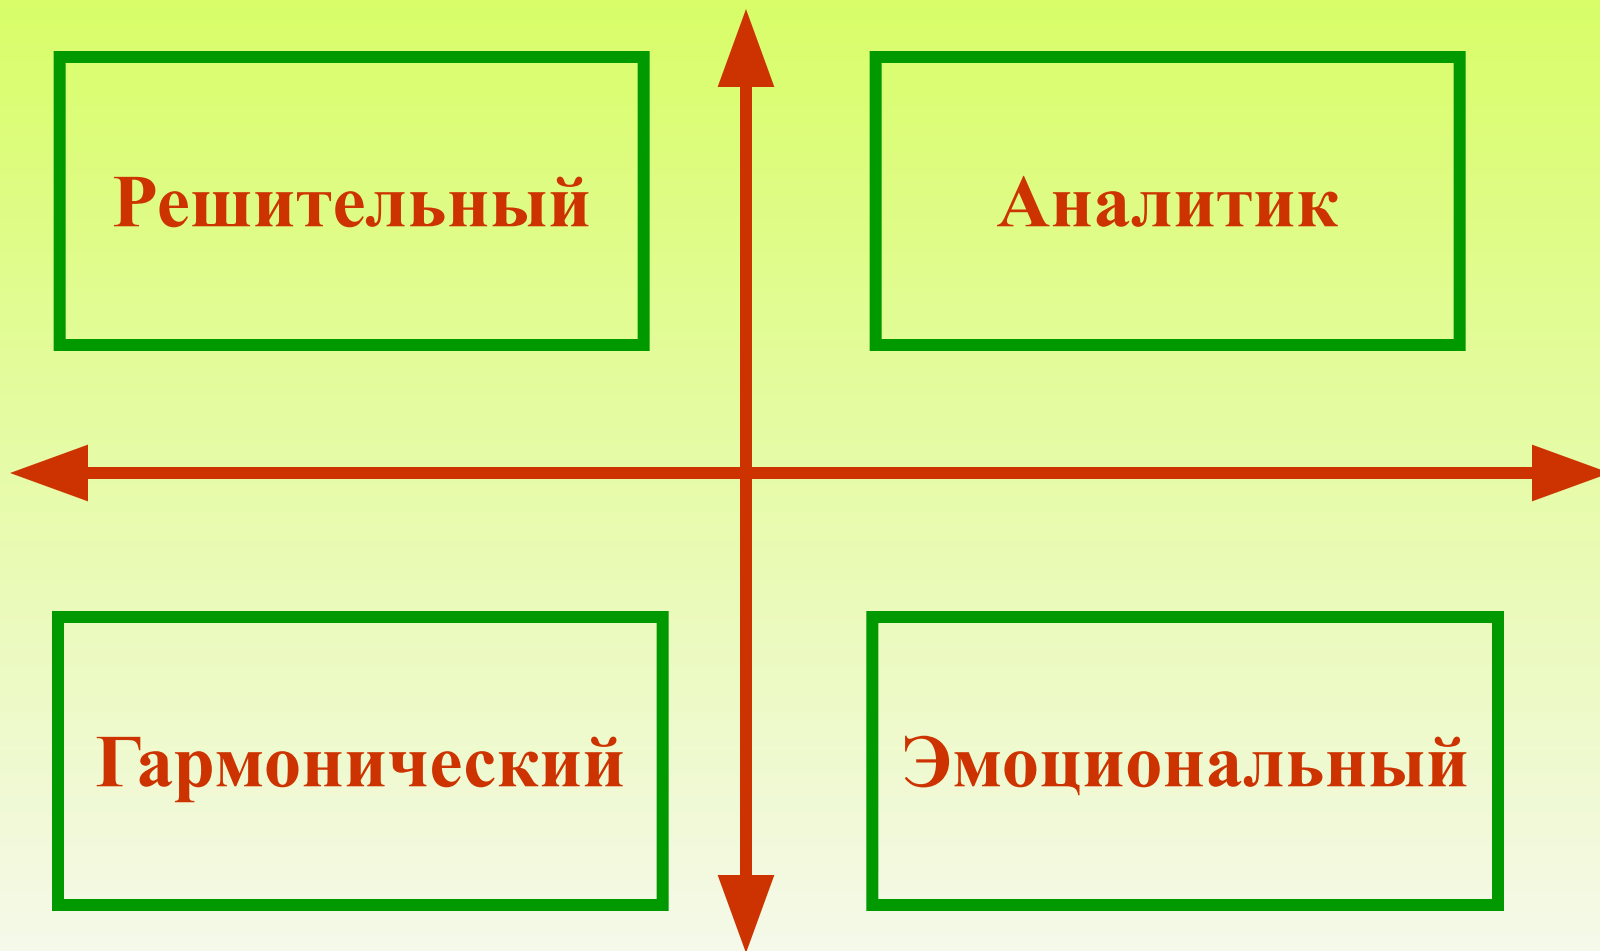 Решительный
Аналитик
Гармонический
Эмоциональный